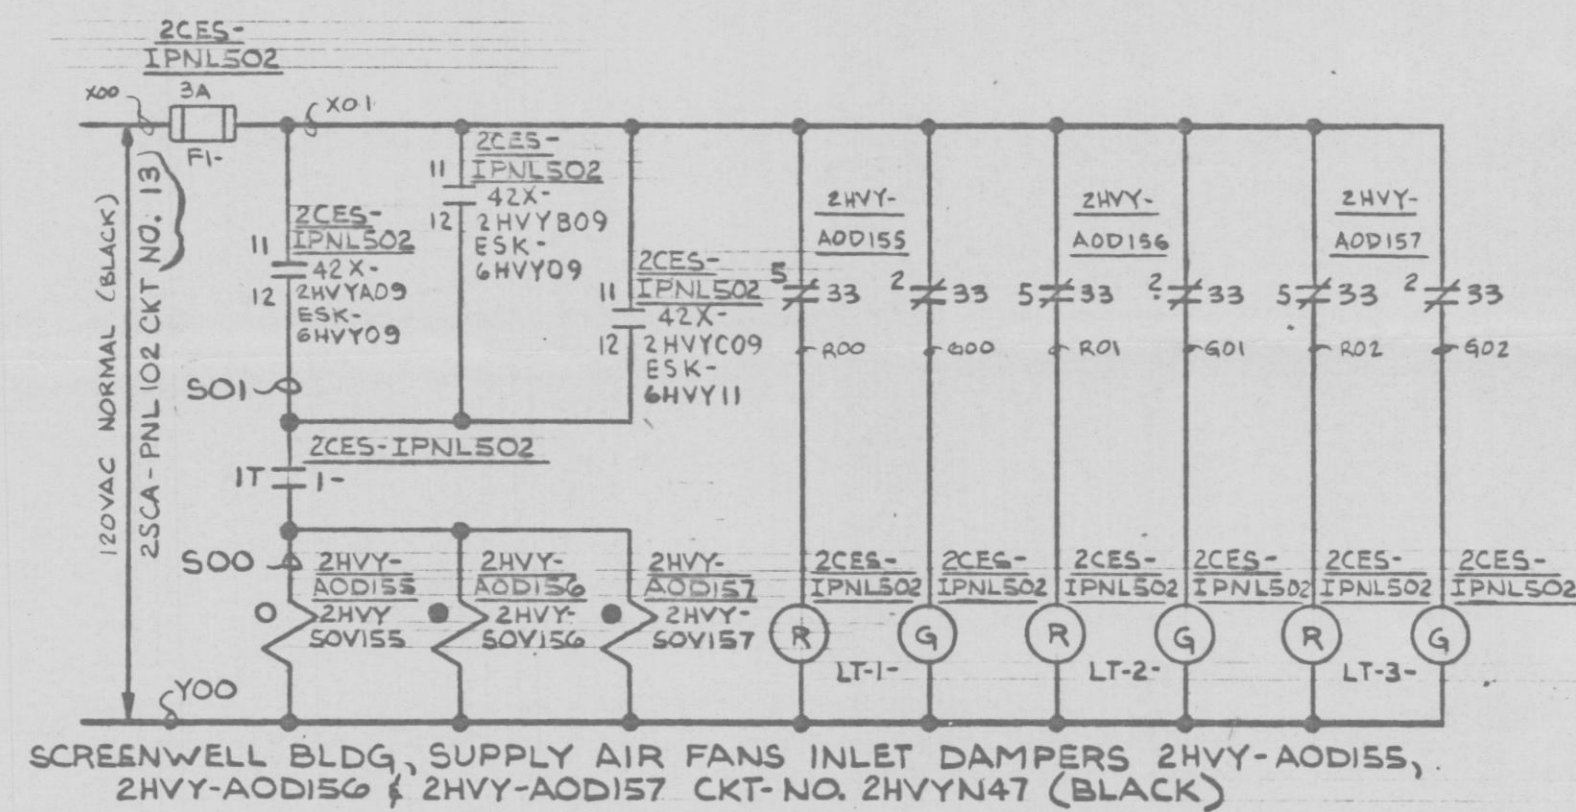 2CES-
IPNL502
X00
3A
X01
F1-
120VAC NORMAL (BLACK)
2SCA-PNL102 CKT NO. 13
2CES-
IPNL502
11
42X-
12
2HVYA09
ESK-
6HVY09
2CES-
IPNL502
11
42X-
12
2HVYB09
ESK-
6HVY09
2CES-
IPNL502
11
42X-
12
2HVYC09
ESK-
6HVY11
2HVY-
AOD155
5 33
2 33
R00
G00
2HVY-
AOD156
5 33
2 33
R01
G01
2HVY-
AOD157
5 33
2 33
R02
G02
S01
2CES-IPNL502
1T 1-
S00
2HVY-
AOD155
2HVY
SOV155
2HVY-
AOD156
2HVY-
SOV156
2HVY-
AOD157
2HVY-
SOV157
2CES-
IPNL502
R
2CES-
IPNL502
G
LT-1-
2CES-
IPNL502
R
2CES-
IPNL502
G
LT-2-
2CES-
IPNL502
R
2CES-
IPNL502
G
LT-3-
Y00
SCREENWELL BLDG, SUPPLY AIR FANS INLET DAMPERS 2HVY-AOD155,
2HVY-AOD156 & 2HVY-AOD157 CKT-NO. 2HVYN47 (BLACK)